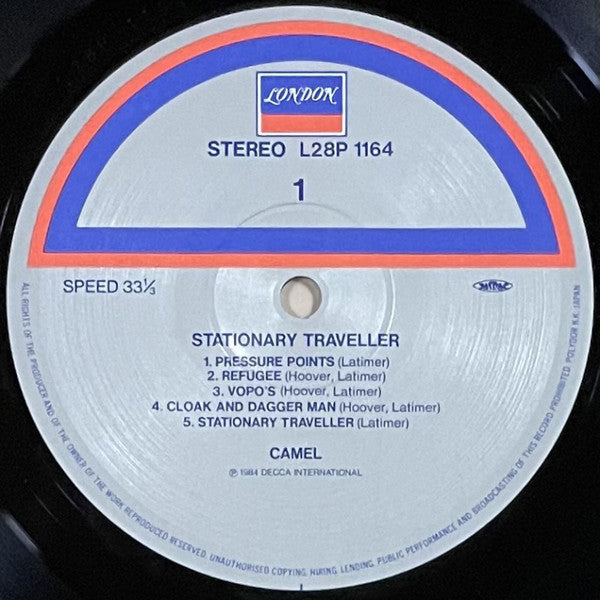 LONDON
STEREO L28P 1164
1
SPEED 33⅓
STATIONARY TRAVELLER
1. PRESSURE POINTS (Latimer)
2. REFUGEE (Hoover, Latimer)
3. VOPO'S (Hoover, Latimer)
4. CLOAK AND DAGGER MAN (Hoover, Latimer)
5. STATIONARY TRAVELLER (Latimer)
CAMEL
℗ 1984 DECCA INTERNATIONAL
ALL RIGHTS OF THE PRODUCER AND OF THE OWNER OF THE WORK REPRODUCED RESERVED. UNAUTHORISED COPYING, HIRING, LENDING, PUBLIC PERFORMANCE AND BROADCASTING OF THIS RECORD PROHIBITED. POLYDOR K.K. JAPAN